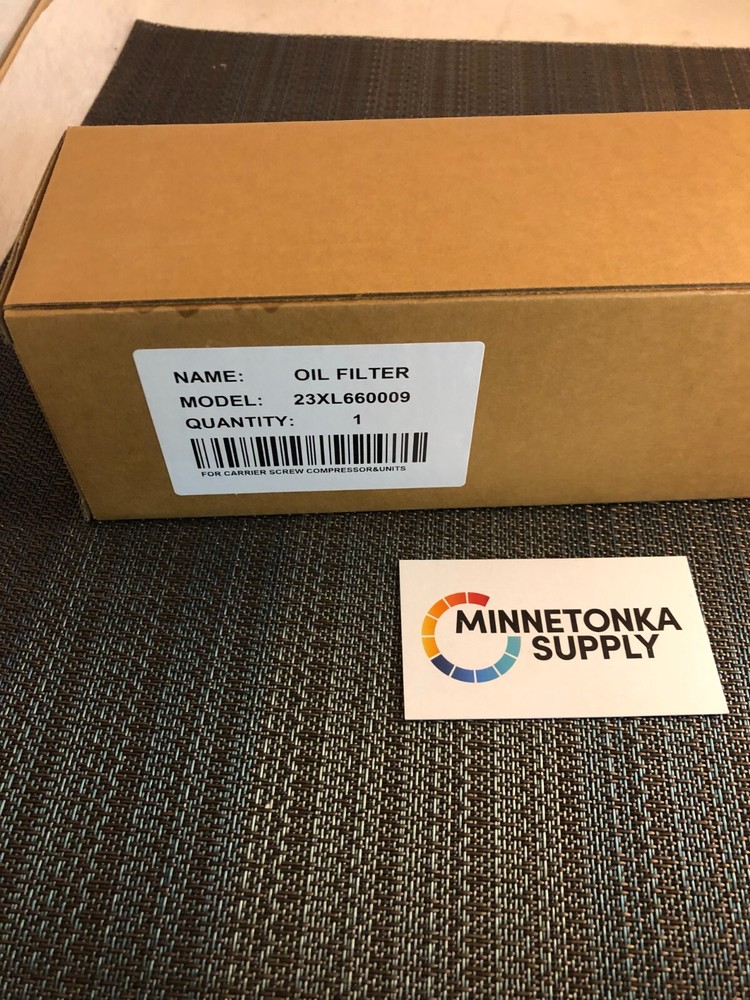 NAME: OIL FILTER
MODEL: 23XL660009
QUANTITY: 1
FOR CARRIER SCREW COMPRESSOR&UNITS
MINNETONKA
SUPPLY